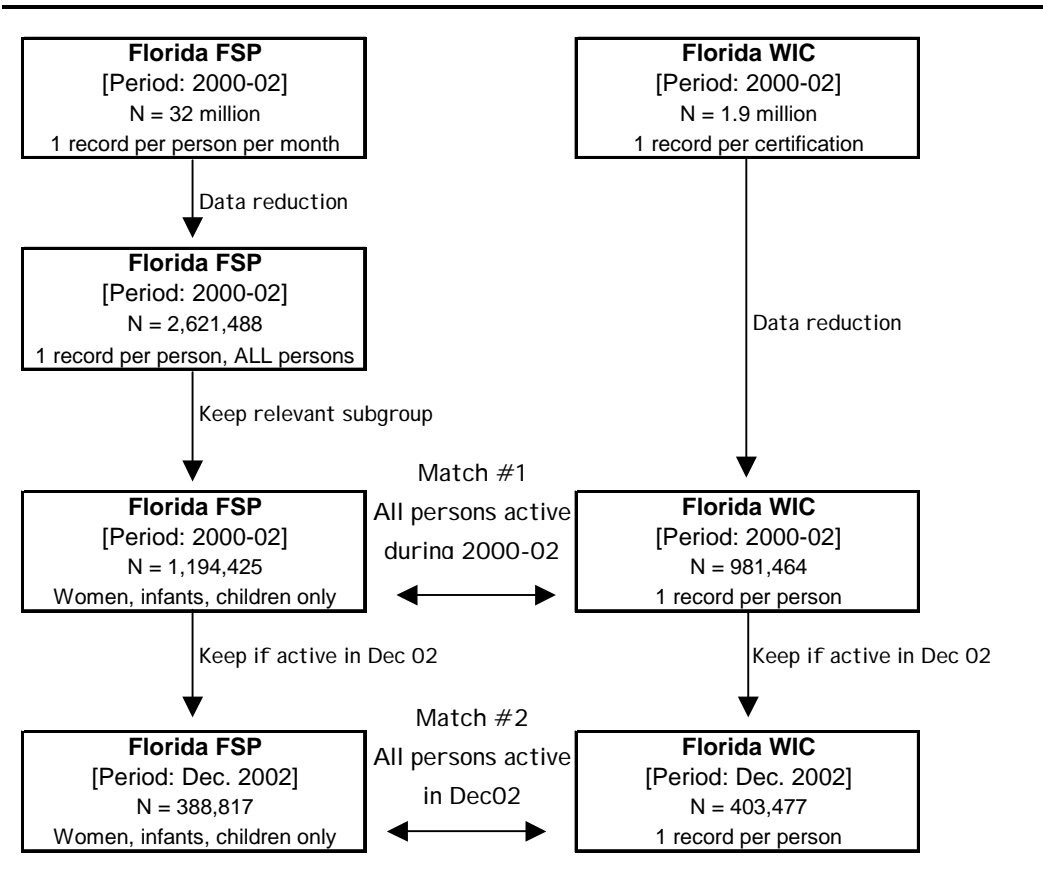 Florida FSP
[Period: 2000-02]
N = 32 million
1 record per person per month
Florida WIC
[Period: 2000-02]
N = 1.9 million
1 record per certification
Data reduction
Florida FSP
[Period: 2000-02]
N = 2,621,488
1 record per person, ALL persons
Data reduction
Keep relevant subgroup
Match #1
All persons active
during 2000-02
Florida FSP
[Period: 2000-02]
N = 1,194,425
Women, infants, children only
Florida WIC
[Period: 2000-02]
N = 981,464
1 record per person
Keep if active in Dec 02
Keep if active in Dec 02
Match #2
All persons active
in Dec02
Florida FSP
[Period: Dec. 2002]
N = 388,817
Women, infants, children only
Florida WIC
[Period: Dec. 2002]
N = 403,477
1 record per person